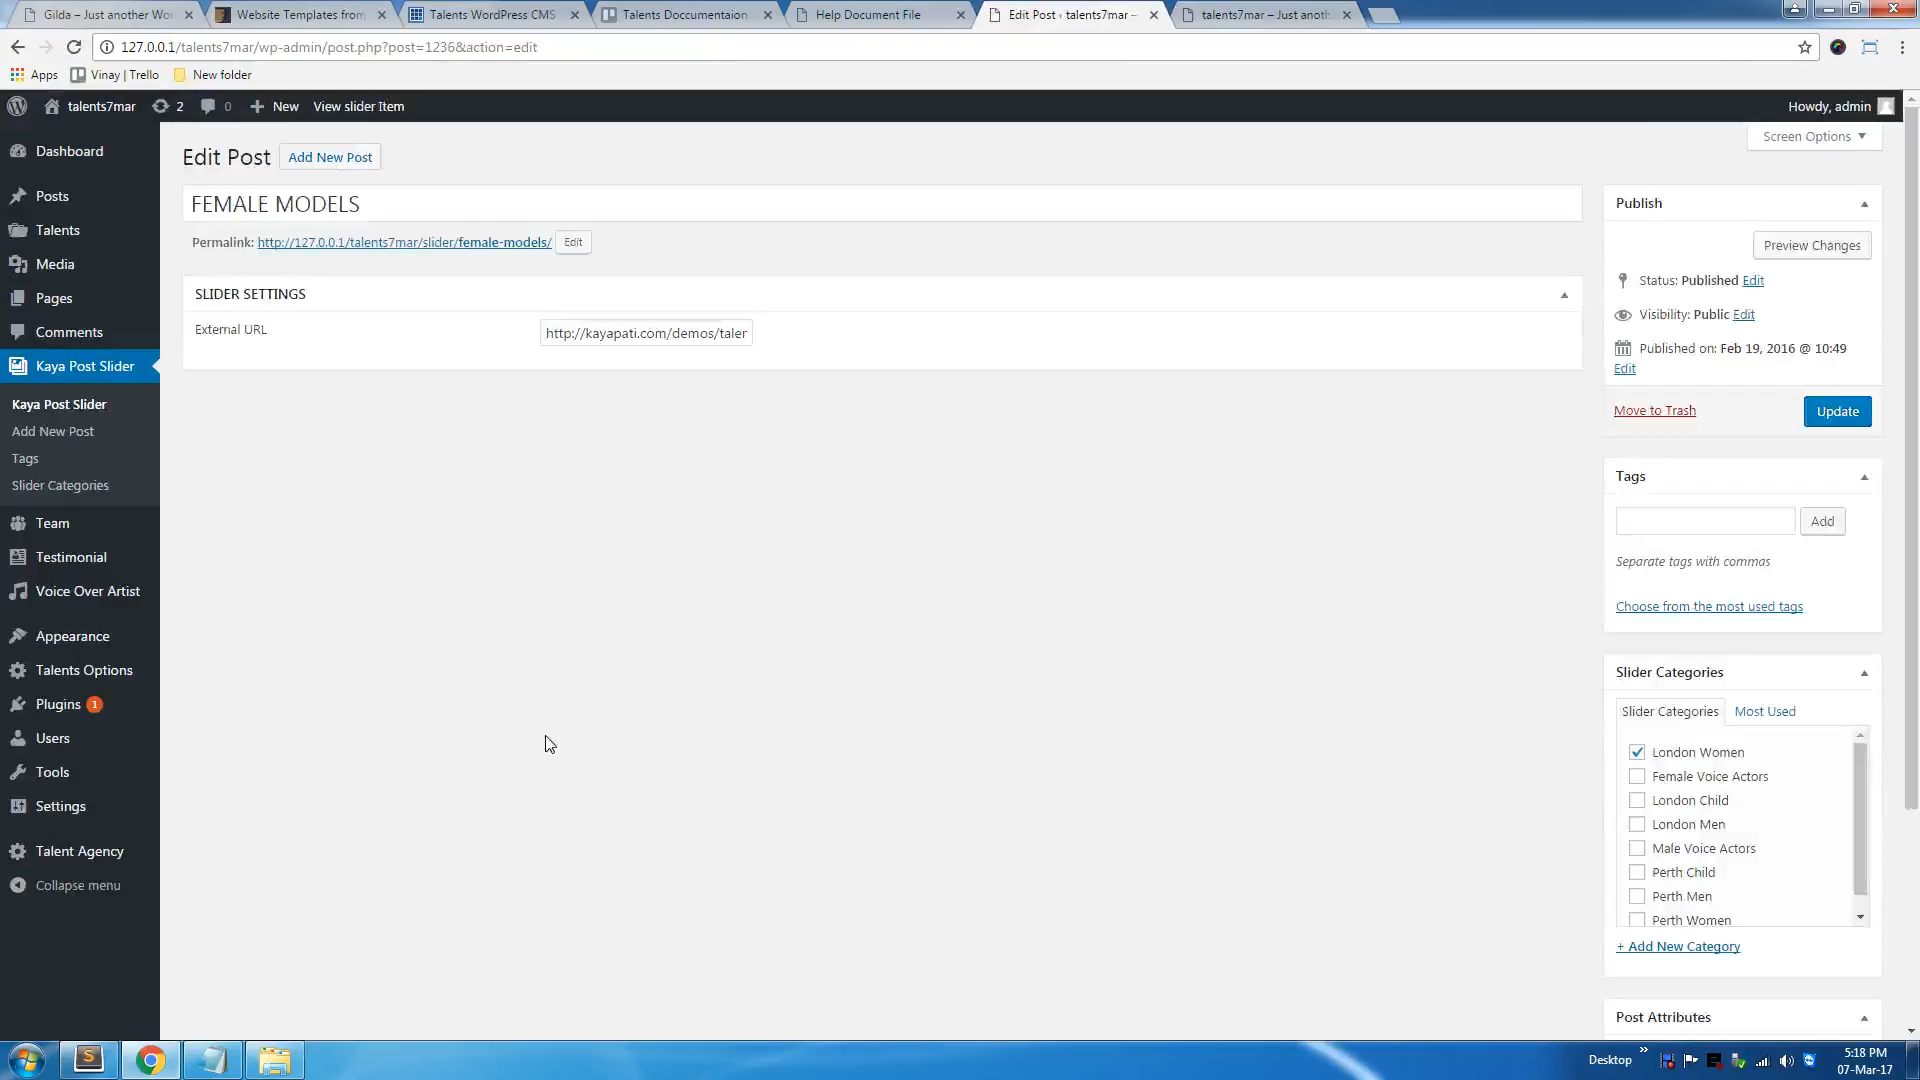 Gilda – Just another Wo
Website Templates from
Talents WordPress CMS
Talents Doccumentaion
Help Document File
Edit Post ‹ talents7mar —
talents7mar – Just anoth
127.0.0.1/talents7mar/wp-admin/post.php?post=1236&action=edit
Apps
Vinay | Trello
New folder
talents7mar
2
0
New
View slider Item
Howdy, admin
Screen Options
Dashboard
Posts
Talents
Media
Pages
Comments
Kaya Post Slider
Kaya Post Slider
Add New Post
Tags
Slider Categories
Team
Testimonial
Voice Over Artist
Appearance
Talents Options
Plugins 1
Users
Tools
Settings
Talent Agency
Collapse menu
Edit Post
Add New Post
FEMALE MODELS
Permalink: http://127.0.0.1/talents7mar/slider/female-models/ Edit
SLIDER SETTINGS
External URL
http://kayapati.com/demos/taler
Publish
Preview Changes
Status: Published Edit
Visibility: Public Edit
Published on: Feb 19, 2016 @ 10:49
Edit
Move to Trash
Update
Tags
Add
Separate tags with commas
Choose from the most used tags
Slider Categories
Slider Categories
Most Used
London Women
Female Voice Actors
London Child
London Men
Male Voice Actors
Perth Child
Perth Men
Perth Women
+ Add New Category
Post Attributes
Desktop
5:18 PM
07-Mar-17